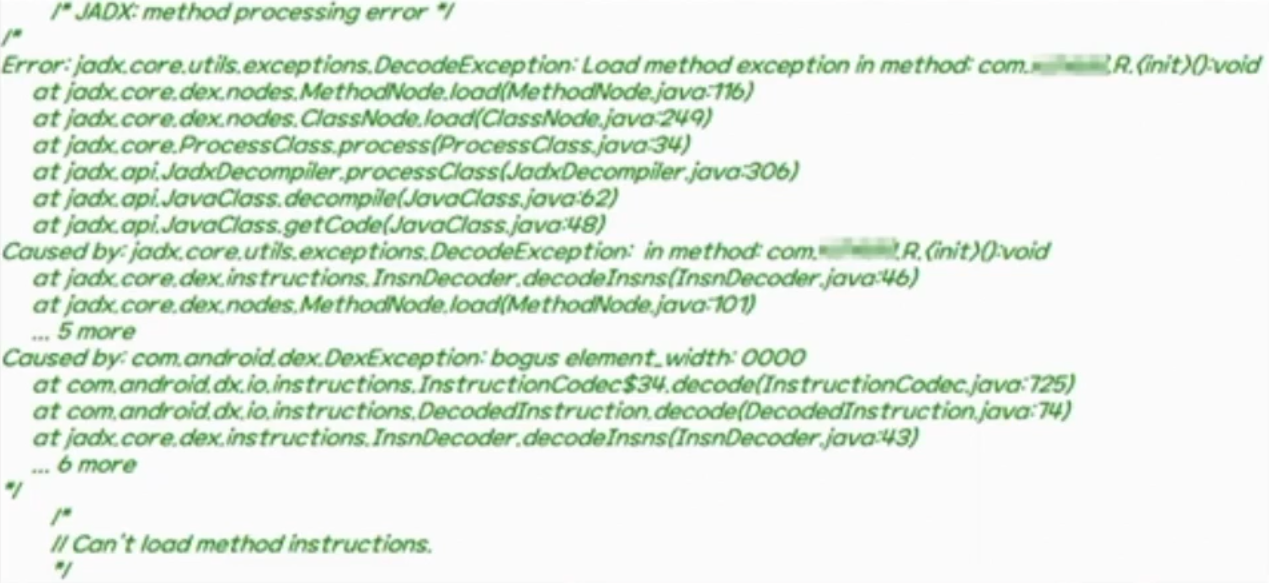 /* JADX: method processing error */
/*
Error: jadx.core.utils.exceptions.DecodeException: Load method exception in method: com. .R.(init)():void
at jadx.core.dex.nodes.MethodNode.load(MethodNode.java:116)
at jadx.core.dex.nodes.ClassNode.load(ClassNode.java:249)
at jadx.core.ProcessClass.process(ProcessClass.java:34)
at jadx.api.JadxDecompiler.processClass(JadxDecompiler.java:306)
at jadx.api.JavaClass.decompile(JavaClass.java:62)
at jadx.api.JavaClass.getCode(JavaClass.java:48)
Caused by: jadx.core.utils.exceptions.DecodeException: in method: com. .R.(init)():void
at jadx.core.dex.instructions.InsnDecoder.decodeInsns(InsnDecoder.java:46)
at jadx.core.dex.nodes.MethodNode.load(MethodNode.java:101)
... 5 more
Caused by: com.android.dex.DexException: bogus element_width: 0000
at com.android.dx.io.instructions.InstructionCodec$34.decode(InstructionCodec.java:725)
at com.android.dx.io.instructions.DecodedInstruction.decode(DecodedInstruction.java:74)
at jadx.core.dex.instructions.InsnDecoder.decodeInsns(InsnDecoder.java:43)
... 6 more
*/
/*
// Can't load method instructions.
*/